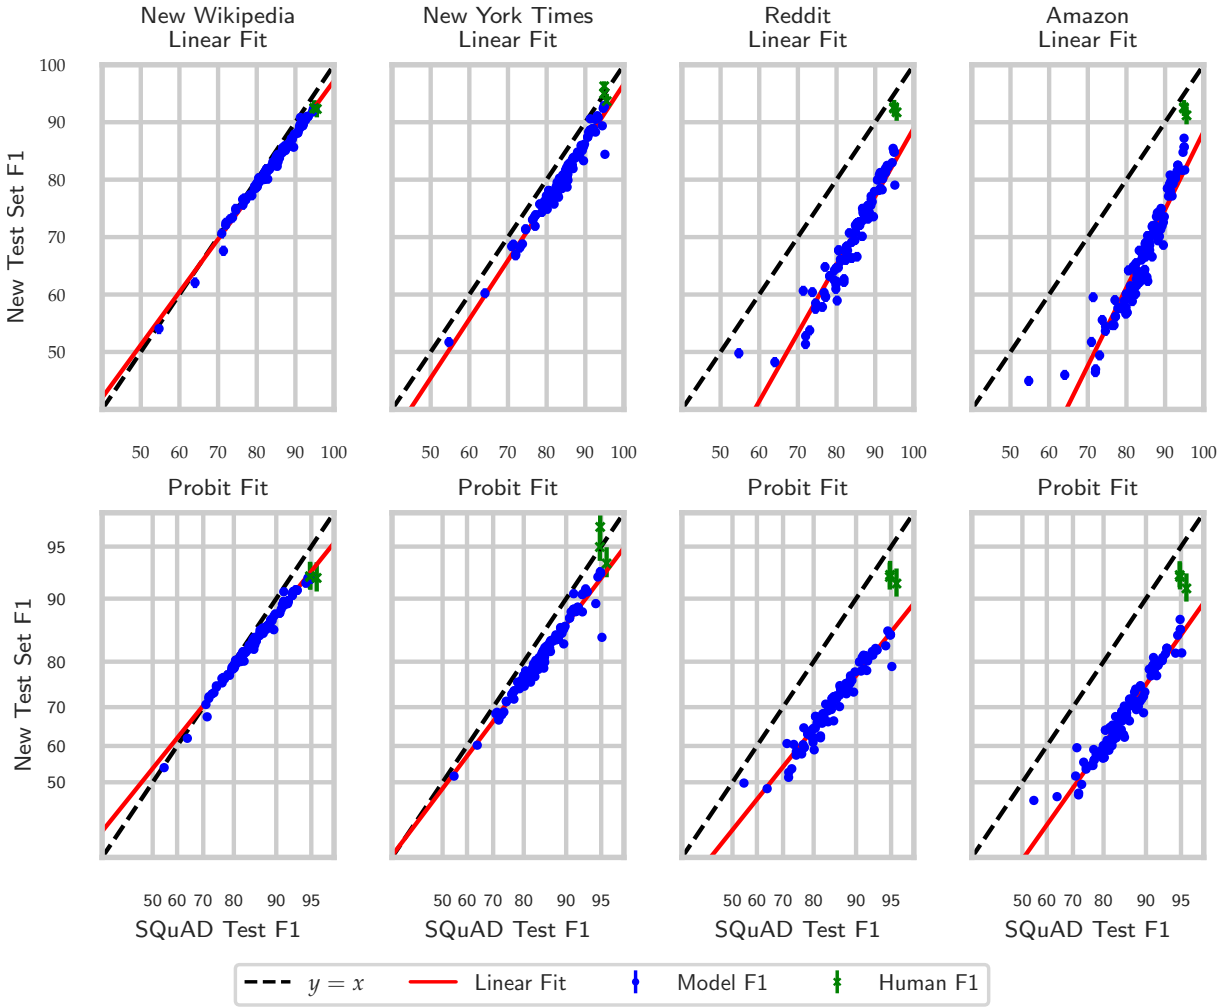 New Wikipedia
Linear Fit
New York Times
Linear Fit
Reddit
Linear Fit
Amazon
Linear Fit
New Test Set F1
100
90
80
70
60
50
50 60 70 80 90 100
50 60 70 80 90 100
50 60 70 80 90 100
50 60 70 80 90 100
Probit Fit
Probit Fit
Probit Fit
Probit Fit
New Test Set F1
95
90
80
70
60
50
50 60 70 80 90 95
50 60 70 80 90 95
50 60 70 80 90 95
50 60 70 80 90 95
SQuAD Test F1
SQuAD Test F1
SQuAD Test F1
SQuAD Test F1
y = x Linear Fit Model F1 Human F1